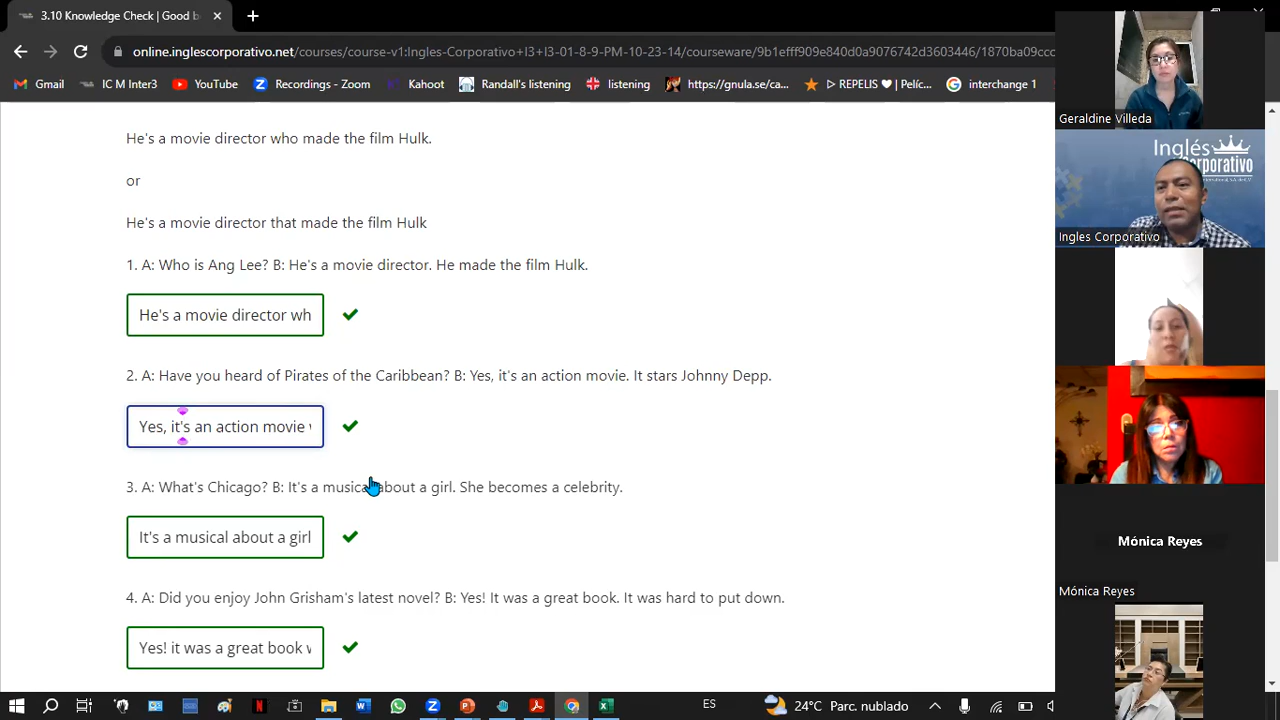 3.10 Knowledge Check | Good b
online.inglescorporativo.net/courses/course-v1:Ingles-Corporativo+I3+I3-01-8-9-PM-10-23-14/courseware/9b1efff909e840d0a9076742d3603446/1870ba09ccc
Gmail IC M Inter3 YouTube Recordings - Zoom Kahoot Randall's listening listening https://gnula.se/ca... ▷ REPELIS ♥ | Pelíc... interchange 1
He's a movie director who made the film Hulk.
or
He's a movie director that made the film Hulk
1. A: Who is Ang Lee? B: He's a movie director. He made the film Hulk.
He's a movie director wh
2. A: Have you heard of Pirates of the Caribbean? B: Yes, it's an action movie. It stars Johnny Depp.
Yes, it's an action movie
3. A: What's Chicago? B: It's a musical about a girl. She becomes a celebrity.
It's a musical about a girl
4. A: Did you enjoy John Grisham's latest novel? B: Yes! It was a great book. It was hard to put down.
Yes! it was a great book
ES 24°C Parc. nublado
Geraldine Villeda
Inglés
Corporativo
Ingles Corporativo
Mónica Reyes
Mónica Reyes